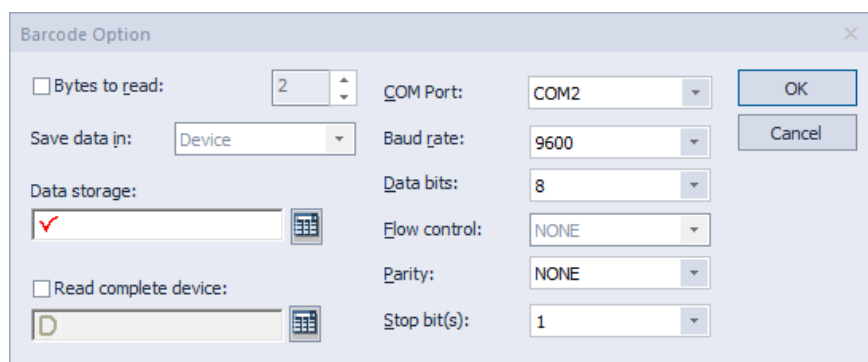 Barcode Option
Bytes to read: 2
Save data in: Device
Data storage:
Read complete device:
D
COM Port: COM2
Baud rate: 9600
Data bits: 8
Flow control: NONE
Parity: NONE
Stop bit(s): 1
OK
Cancel